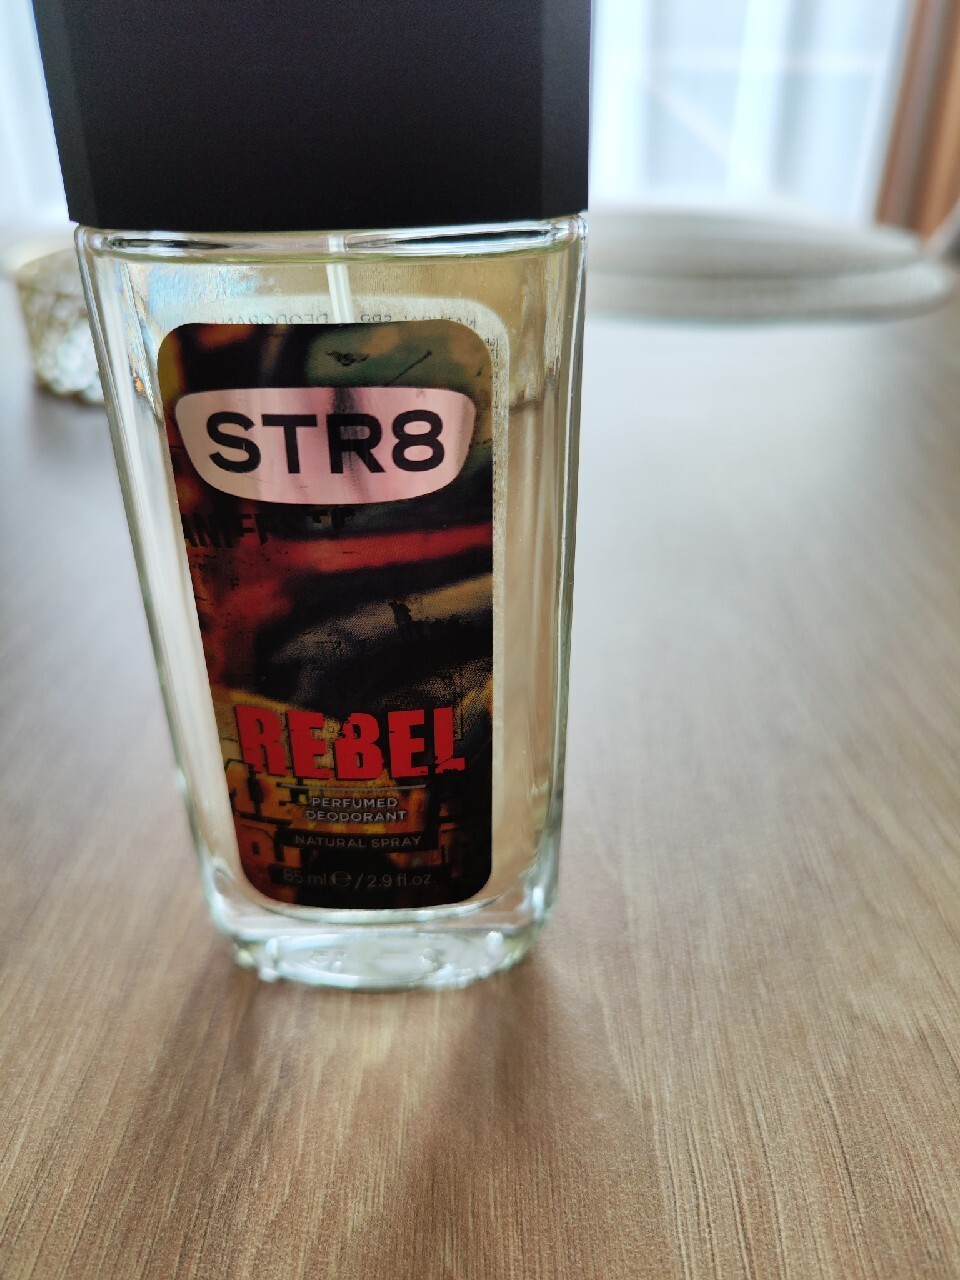 STR8
REBEL
PERFUMED
DEODORANT
NATURAL SPRAY
85 ml e / 2.9 fl.oz.